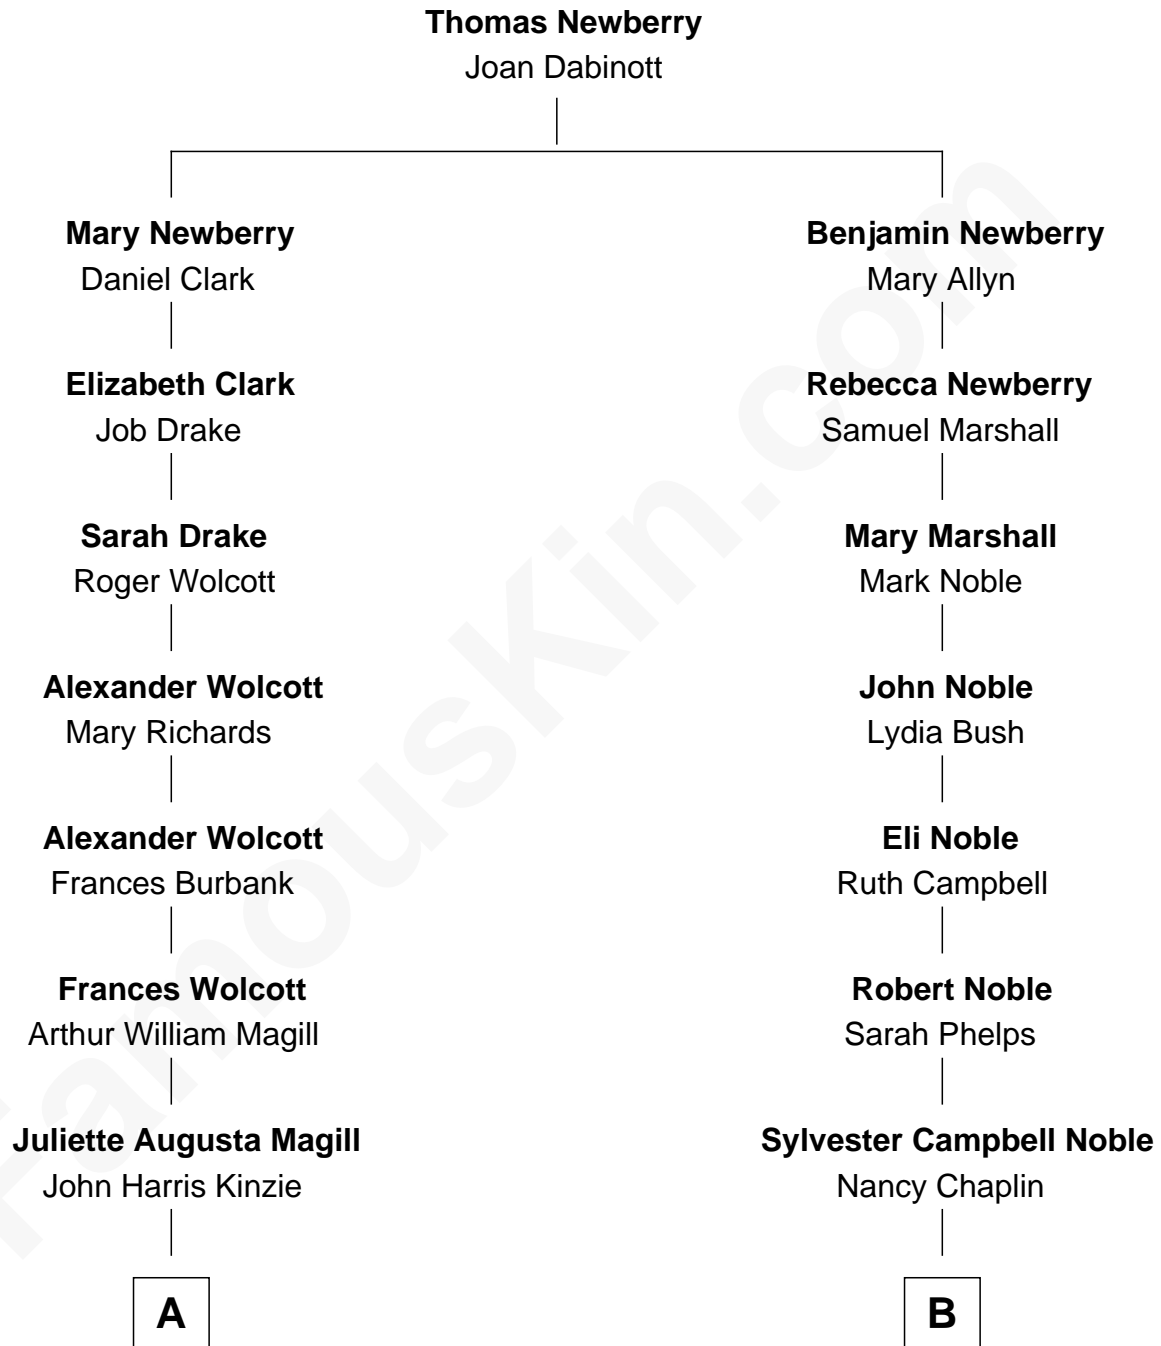 Thomas Newberry
Joan Dabinott
Mary Newberry
Daniel Clark
Benjamin Newberry
Mary Allyn
Elizabeth Clark
Job Drake
Rebecca Newberry
Samuel Marshall
Sarah Drake
Roger Wolcott
Mary Marshall
Mark Noble
Alexander Wolcott
Mary Richards
John Noble
Lydia Bush
Alexander Wolcott
Frances Burbank
Eli Noble
Ruth Campbell
Frances Wolcott
Arthur William Magill
Robert Noble
Sarah Phelps
Juliette Augusta Magill
John Harris Kinzie
Sylvester Campbell Noble
Nancy Chaplin
A
B
FamousKin.com